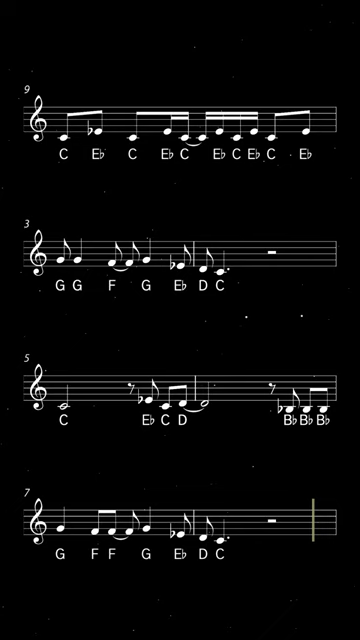 9
C E♭ C E♭ C E♭ C E♭ C E♭
3
G G F G E♭ D C
5
C E♭ C D B♭ B♭ B♭
7
G F F G E♭ D C